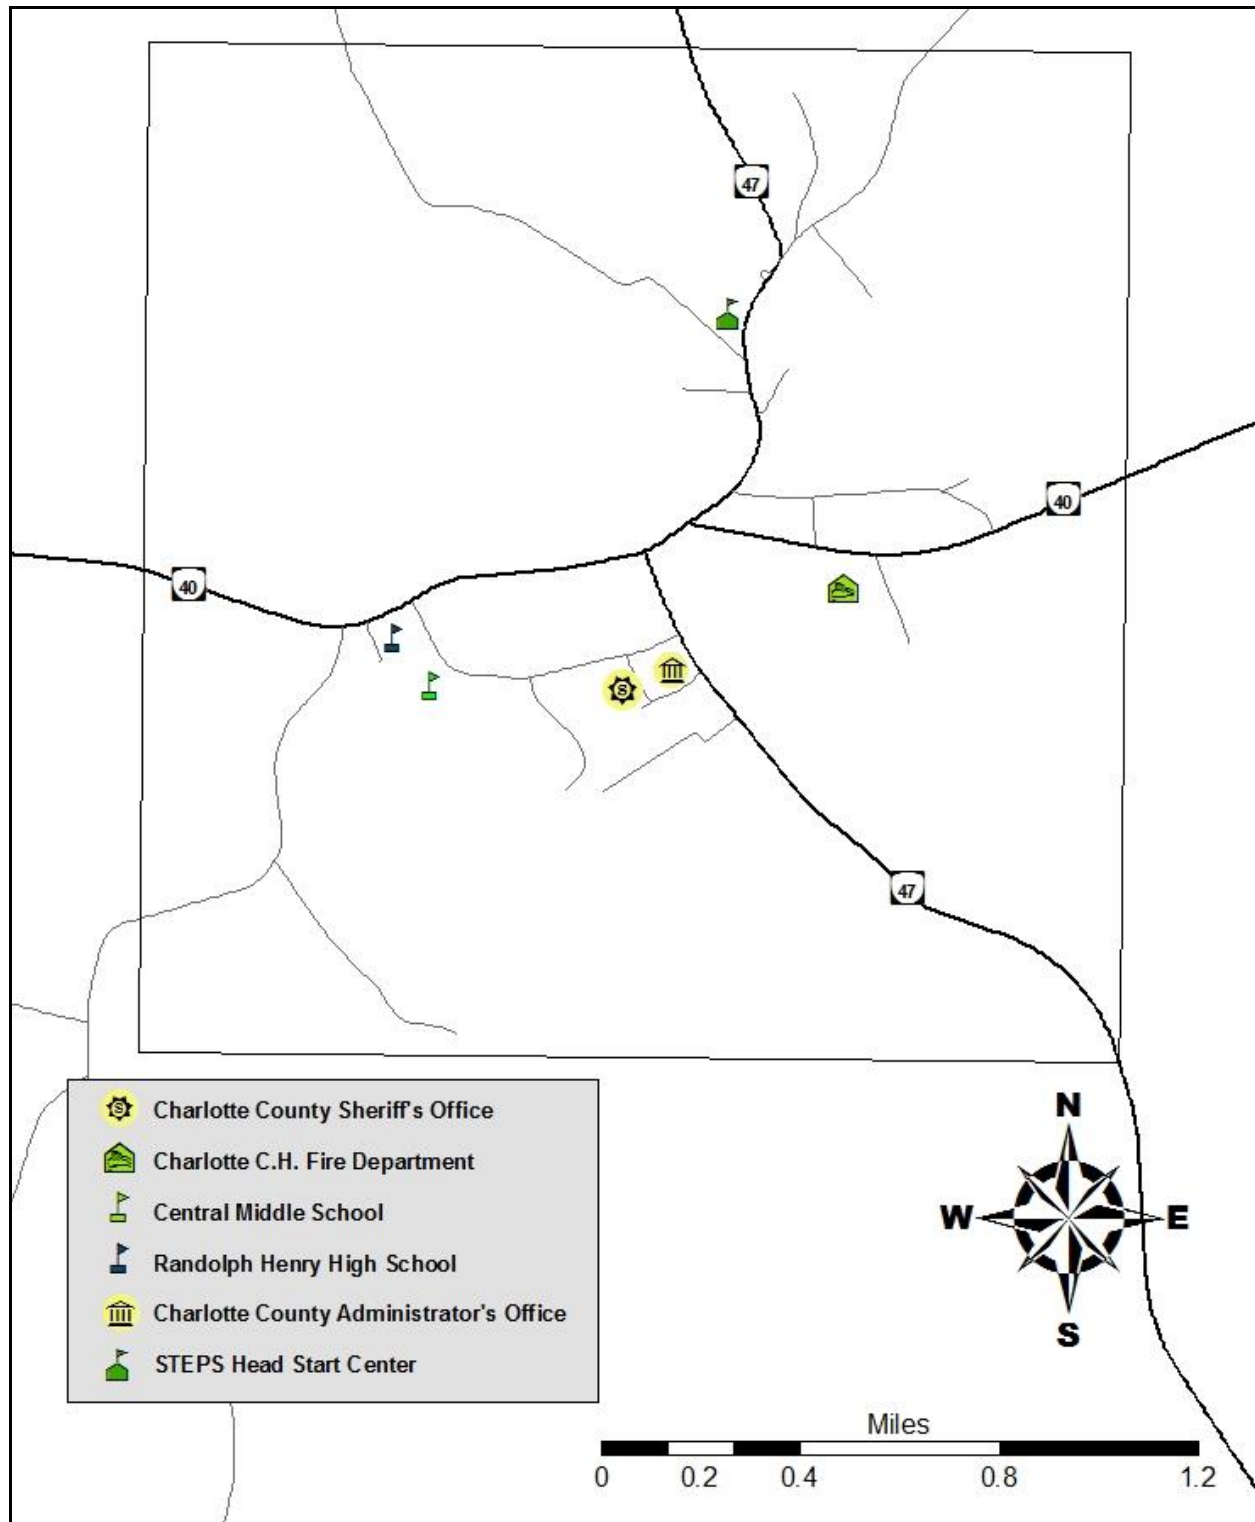 47
40
40
47
Charlotte County Sheriff's Office
Charlotte C.H. Fire Department
Central Middle School
Randolph Henry High School
Charlotte County Administrator's Office
STEPS Head Start Center
N
W E
S
Miles
0 0.2 0.4 0.8 1.2
S
S